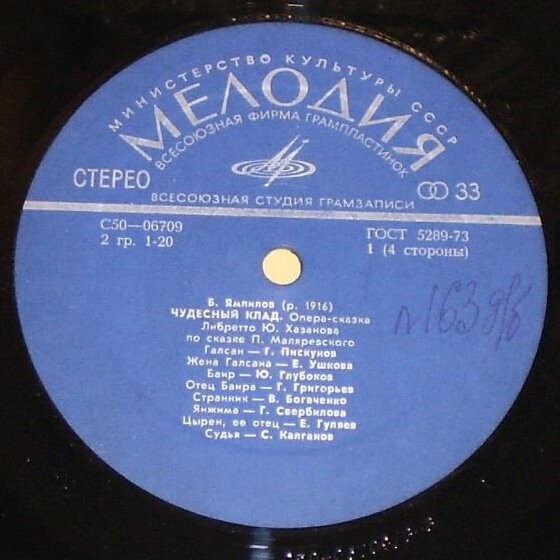 МИНИСТЕРСТВО КУЛЬТУРЫ СССР
МЕЛОДИЯ
ВСЕСОЮЗНАЯ ФИРМА ГРАМПЛАСТИНОК
СТЕРЕО
33
ВСЕСОЮЗНАЯ СТУДИЯ ГРАМЗАПИСИ
С50—06709
ГОСТ 5289-73
2 гр. 1-20
1 (4 стороны)
Б. Ямпилов (р. 1916)
ЧУДЕСНЫЙ КЛАД. Опера-сказка
Либретто Ю. Хазанова
по сказке П. Маляревского
Галсан — Г. Пискунов
Жена Галсана — Е. Ушкова
Баир — Ю. Глубоков
Отец Баира — Г. Григорьев
Странник — В. Богаченко
Янжима — Г. Свербилова
Цырен, ее отец — Е. Гуляев
Судья — С. Калганов